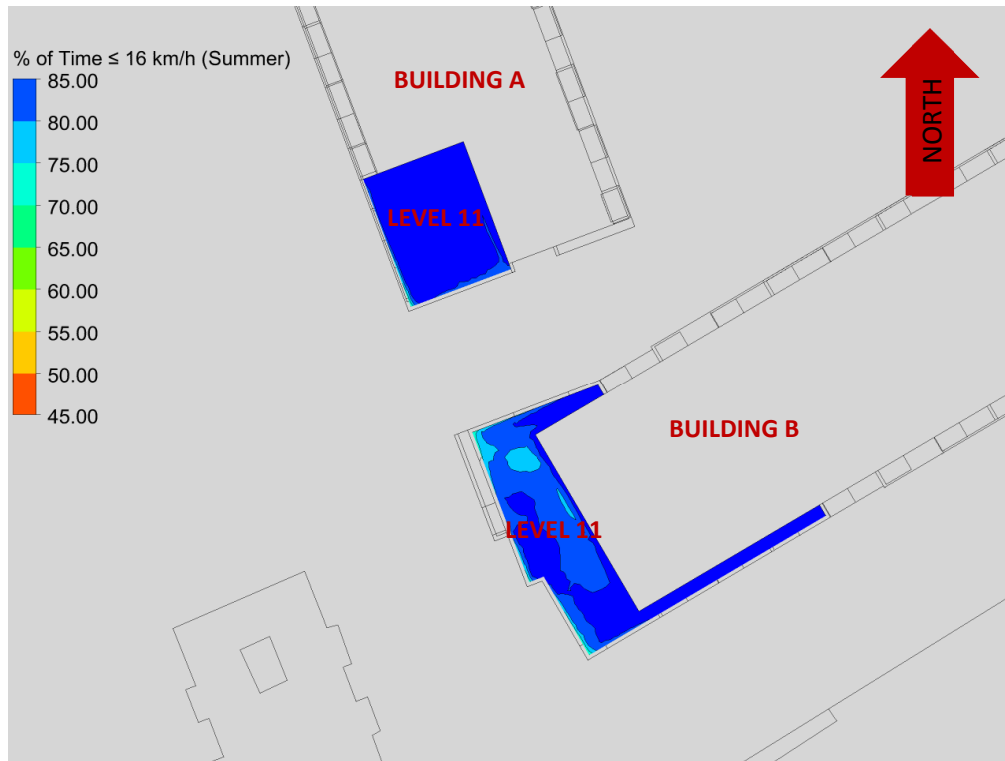 % of Time ≤ 16 km/h (Summer)
85.00
80.00
75.00
70.00
65.00
60.00
55.00
50.00
45.00
BUILDING A
LEVEL 11
NORTH
BUILDING B
LEVEL 11